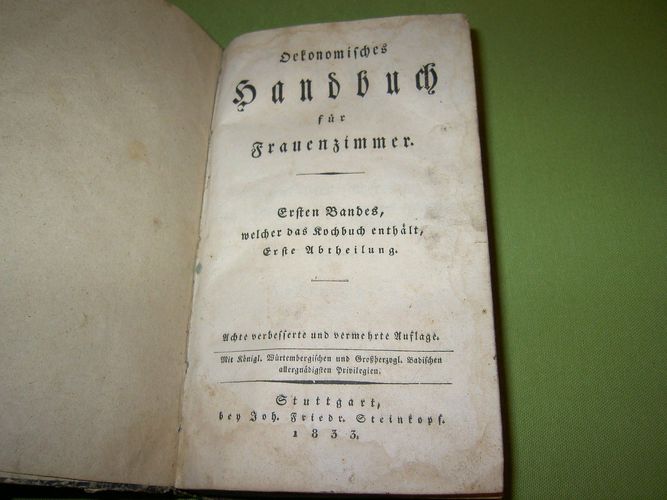 Oekonomisches
Handbuch
für
Frauenzimmer.
Ersten Bandes,
welcher das Kochbuch enthält,
Erste Abtheilung.
Achte verbesserte und vermehrte Auflage.
Mit Königl. Würtembergischen und Großherzogl. Badischen
allergnädigsten Privilegien.
Stuttgart,
bey Joh. Friedr. Steinkopf.
1833.